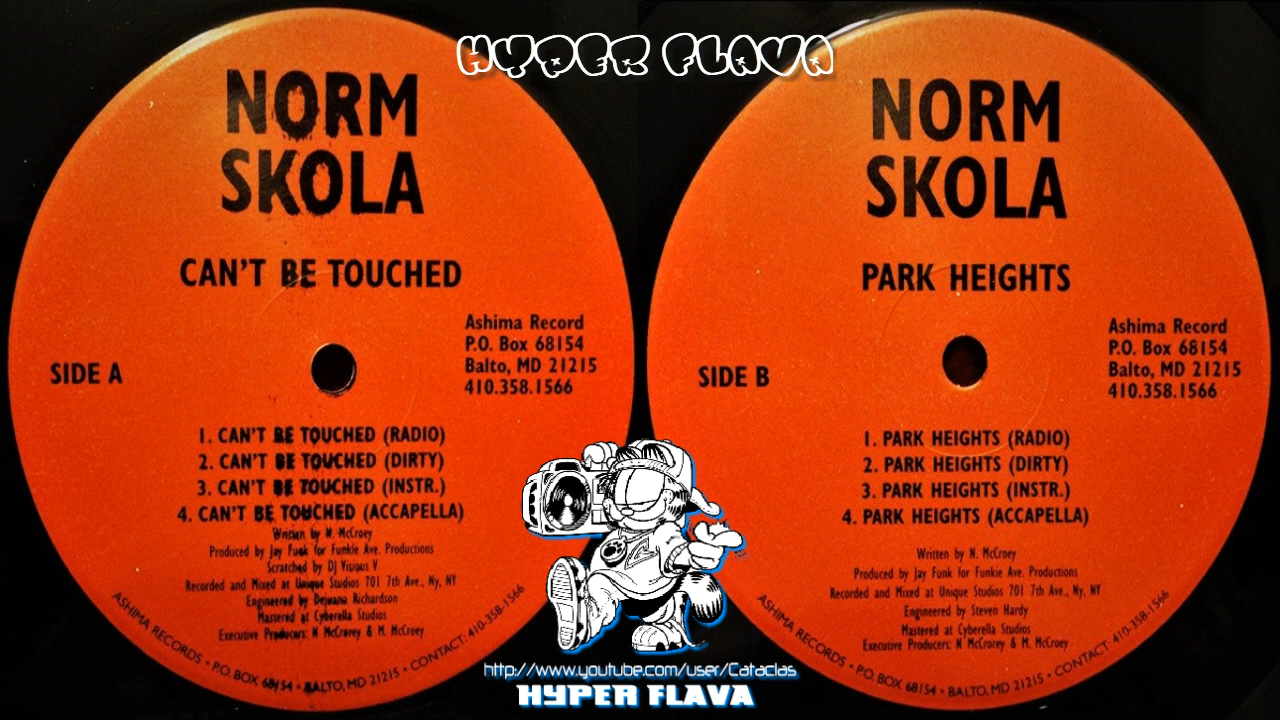 HYPER FLAVA
NORM
SKOLA
CAN'T BE TOUCHED
Ashima Record
P.O. Box 68154
Balto, MD 21215
410.358.1566
SIDE A
1. CAN'T BE TOUCHED (RADIO)
2. CAN'T BE TOUCHED (DIRTY)
3. CAN'T BE TOUCHED (INSTR.)
4. CAN'T BE TOUCHED (ACCAPELLA)
Written by N. McCroey
Produced by Jay Funk for Funkie Ave. Productions
Scratched by DJ Visious V
Recorded and Mixed at Unique Studios 701 7th Ave., Ny, NY
Engineered by Dejuana Richardson
Mastered at Cyberella Studios
Executive Producers: N McCrorey & M. McCroey
ASHIMA RECORDS • P.O. BOX 68154 • BALTO, MD 21215 • CONTACT: 410-358-1566
NORM
SKOLA
PARK HEIGHTS
Ashima Record
P.O. Box 68154
Balto, MD 21215
410.358.1566
SIDE B
1. PARK HEIGHTS (RADIO)
2. PARK HEIGHTS (DIRTY)
3. PARK HEIGHTS (INSTR.)
4. PARK HEIGHTS (ACCAPELLA)
Written by N. McCroey
Produced by Jay Funk for Funkie Ave. Productions
Recorded and Mixed at Unique Studios 701 7th Ave., Ny, NY
Engineered by Steven Hardy
Mastered at Cyberella Studios
Executive Producers: N McCrorey & M. McCroey
ASHIMA RECORDS • P.O. BOX 68154 • BALTO, MD 21215 • CONTACT: 410-358-1566
http://www.youtube.com/user/Cataclas
HYPER FLAVA